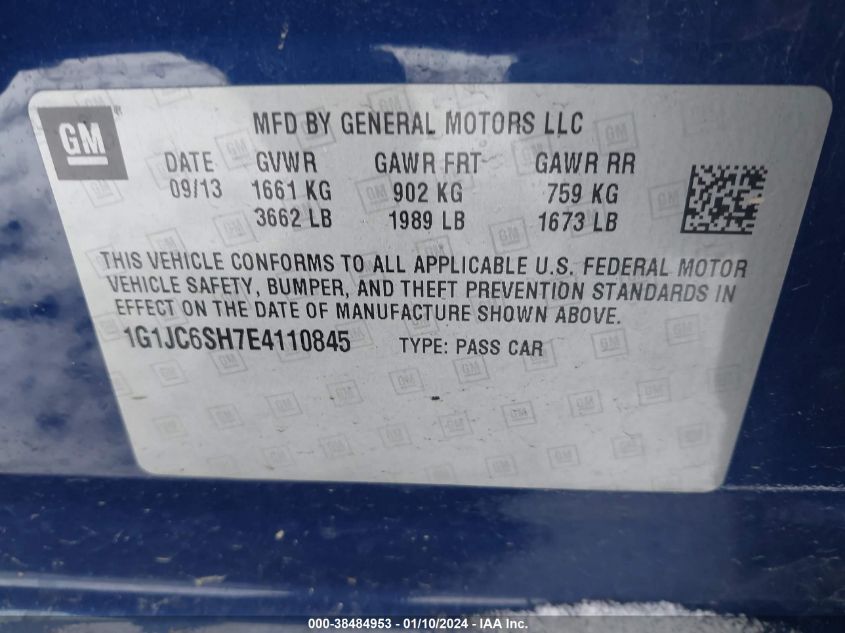 GM
MFD BY GENERAL MOTORS LLC
DATE GVWR GAWR FRT GAWR RR
09/13 1661 KG 902 KG 759 KG
3662 LB 1989 LB 1673 LB
THIS VEHICLE CONFORMS TO ALL APPLICABLE U.S. FEDERAL MOTOR
VEHICLE SAFETY, BUMPER, AND THEFT PREVENTION STANDARDS IN
EFFECT ON THE DATE OF MANUFACTURE SHOWN ABOVE.
1G1JC6SH7E4110845 TYPE: PASS CAR
000-38484953 - 01/10/2024 - IAA Inc.